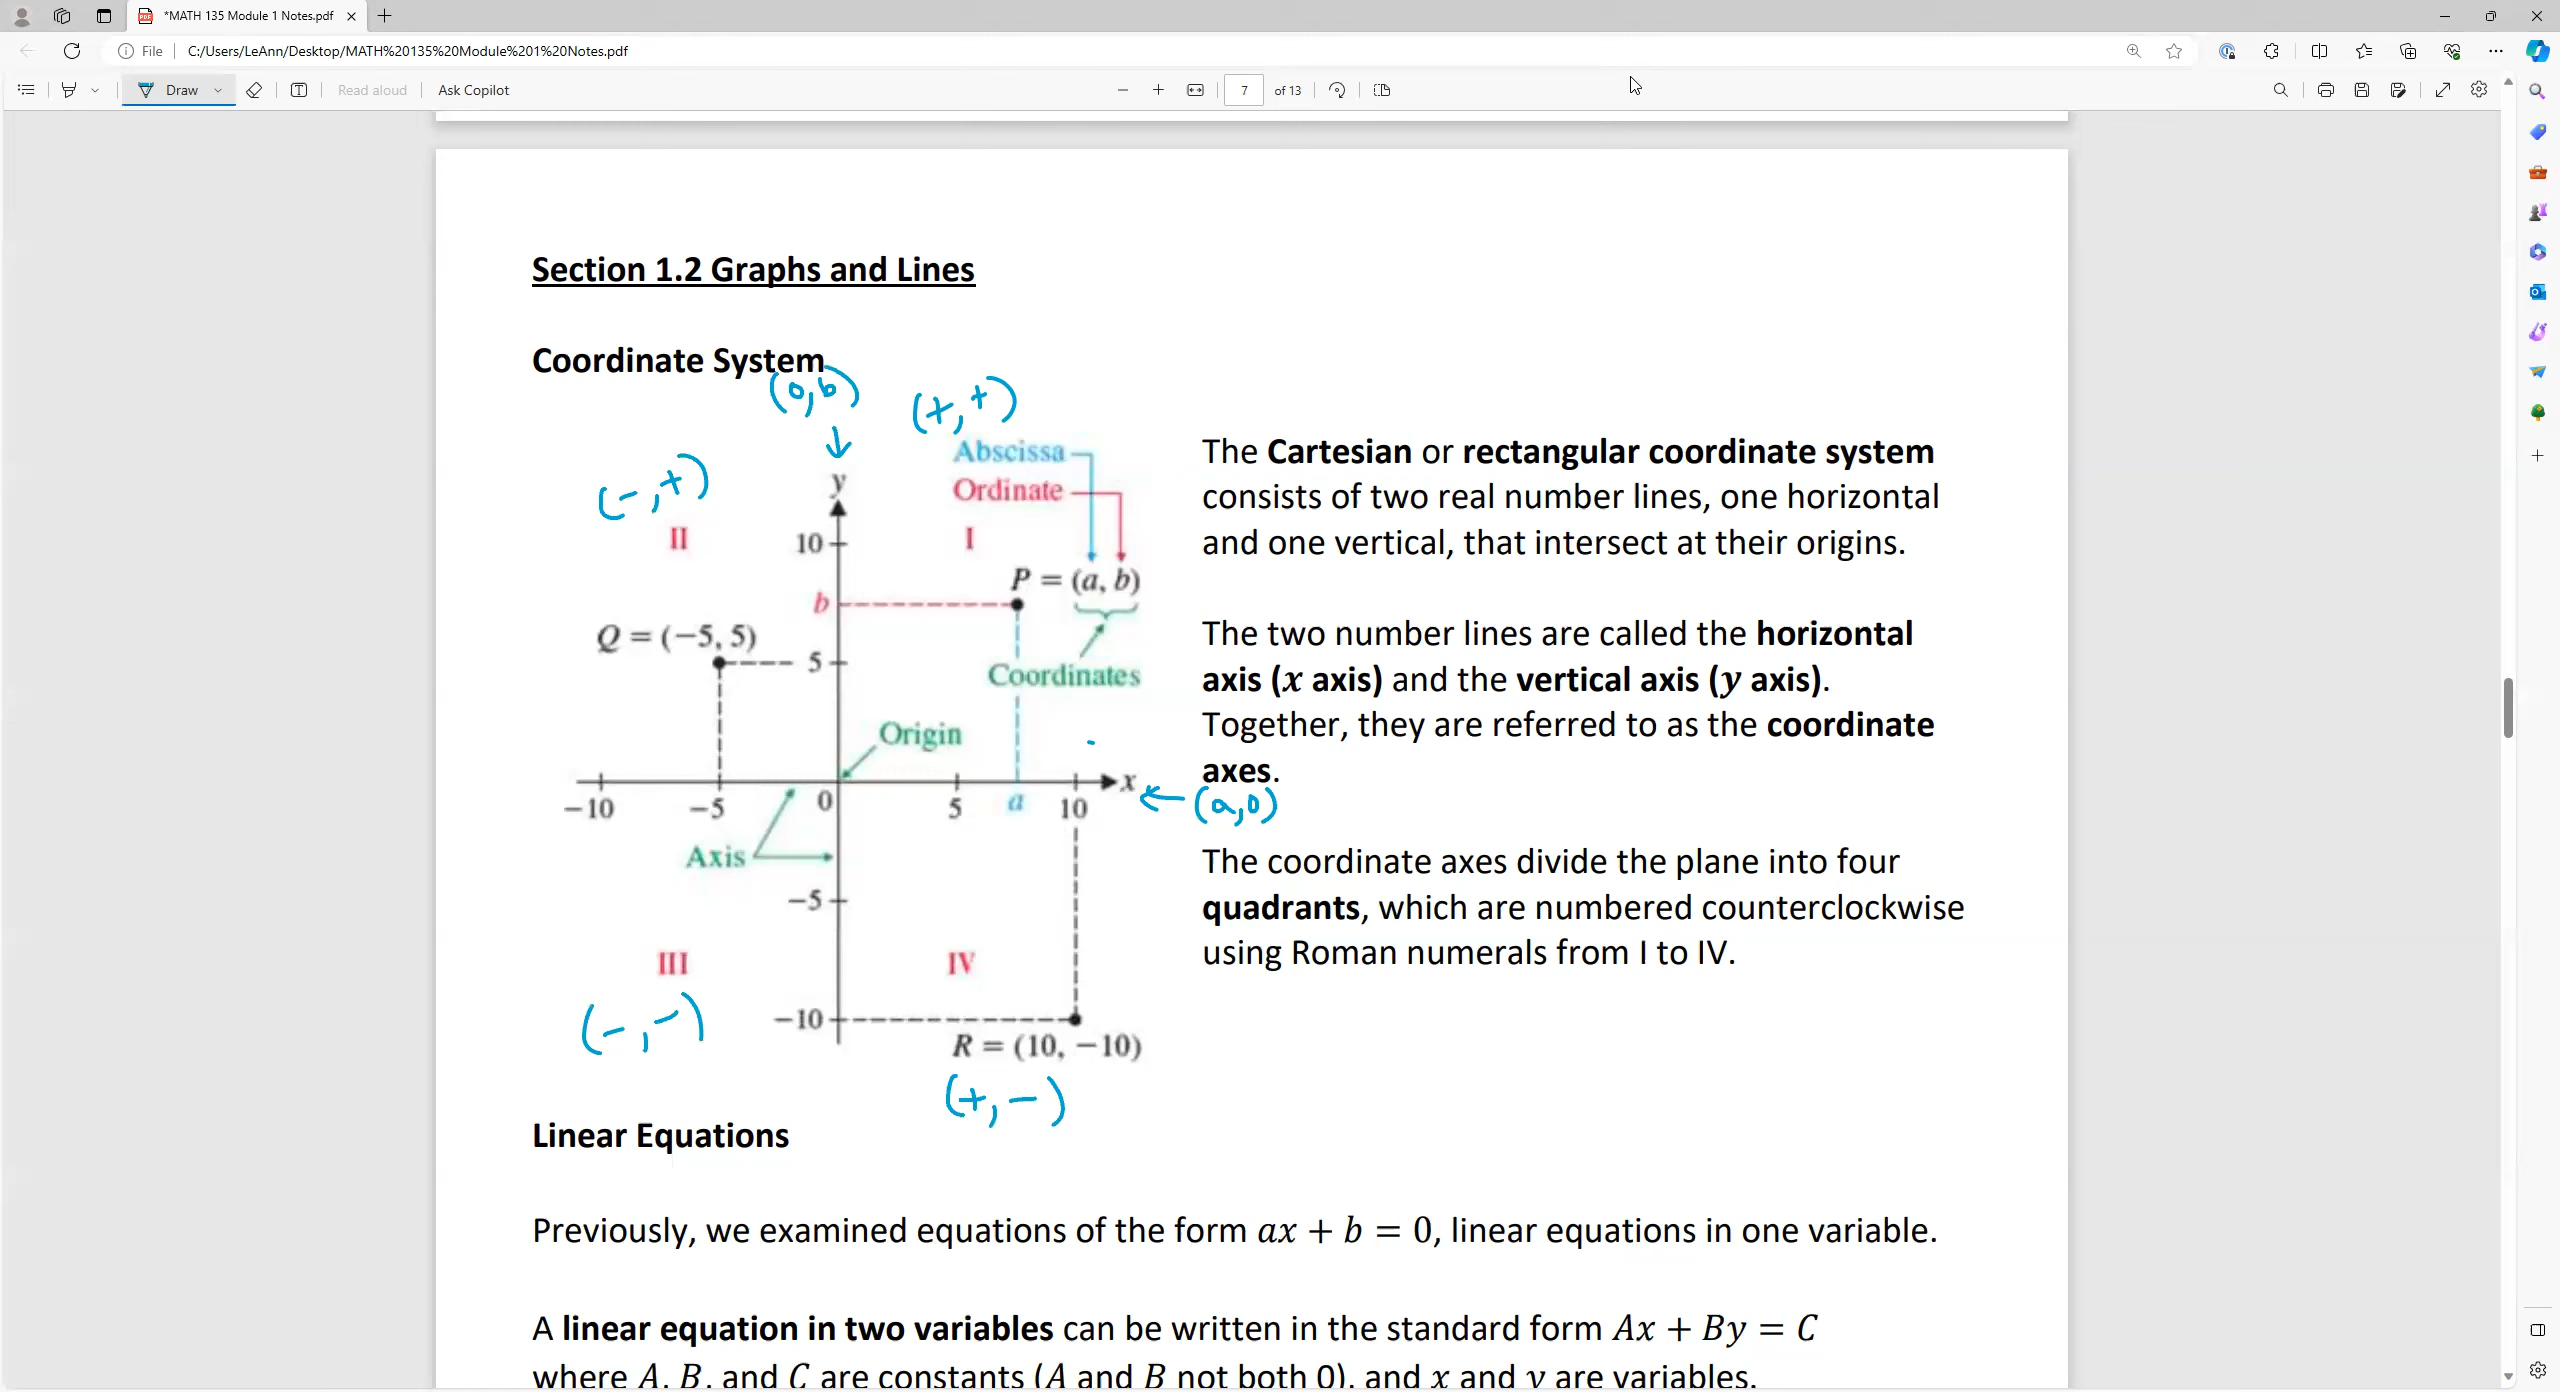 *MATH 135 Module 1 Notes.pdf
File C:/Users/LeAnn/Desktop/MATH%20135%20Module%201%20Notes.pdf
Draw Read aloud Ask Copilot 7 of 13
Section 1.2 Graphs and Lines
Coordinate System
(0,b)
(+,+)
(-,+)
Abscissa
Ordinate
y
II
I
10
P = (a, b)
b
Q = (−5, 5)
5
Coordinates
Origin
x
−10 −5 0 5 a 10
(a,0)
Axis
−5
III
IV
−10
(-,-)
R = (10, −10)
(+,-)
The Cartesian or rectangular coordinate system
consists of two real number lines, one horizontal
and one vertical, that intersect at their origins.
The two number lines are called the horizontal
axis (x axis) and the vertical axis (y axis).
Together, they are referred to as the coordinate
axes.
The coordinate axes divide the plane into four
quadrants, which are numbered counterclockwise
using Roman numerals from I to IV.
Linear Equations
Previously, we examined equations of the form ax + b = 0, linear equations in one variable.
A linear equation in two variables can be written in the standard form Ax + By = C
where A, B, and C are constants (A and B not both 0), and x and y are variables.